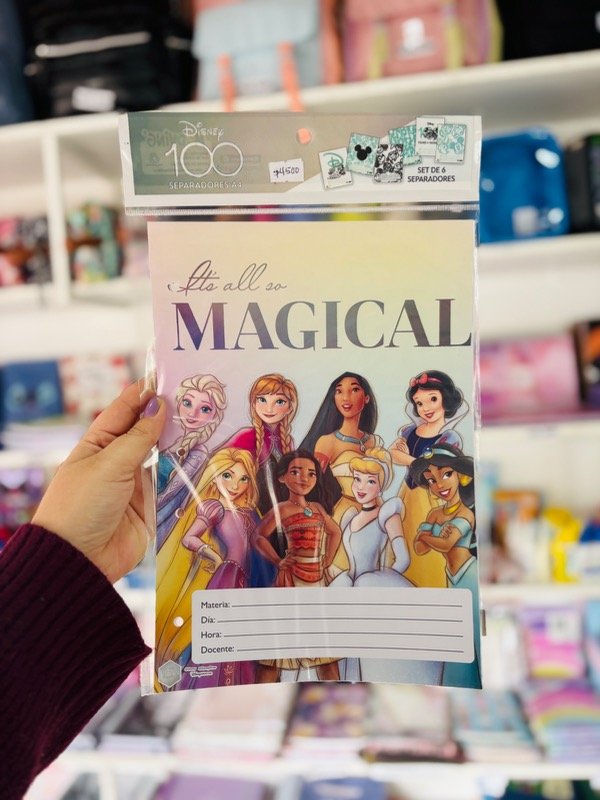 Disney
100
SEPARADORES A4
$4500
SET DE 6
SEPARADORES
It's all so
MAGICAL
Materia:
Día:
Hora:
Docente: